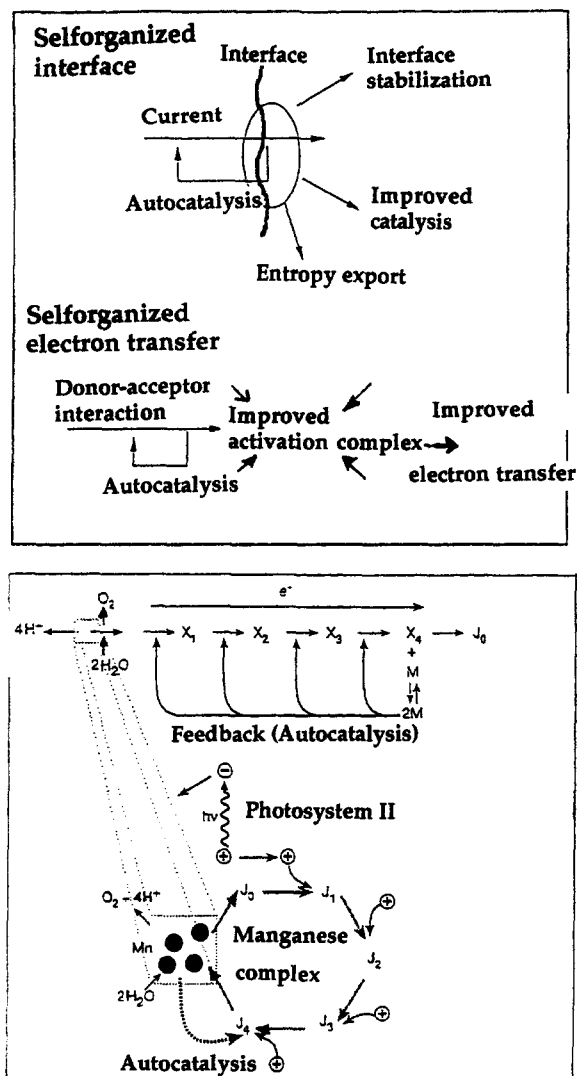 Selforganized
interface
Interface
Interface
stabilization
Current
Autocatalysis
Improved
catalysis
Entropy export
Selforganized
electron transfer
Donor-acceptor
interaction
Improved
activation complex
Improved
electron transfer
Autocatalysis
O₂
e⁻
4H⁺
X₁
X₂
X₃
X₄
J₀
+
M
2H₂O
2M
Feedback (Autocatalysis)
−
hν
Photosystem II
+
+
O₂ - 4H⁺
J₀
J₁
+
Mn
Manganese
complex
J₂
2H₂O
J₄
J₃
+
Autocatalysis
+